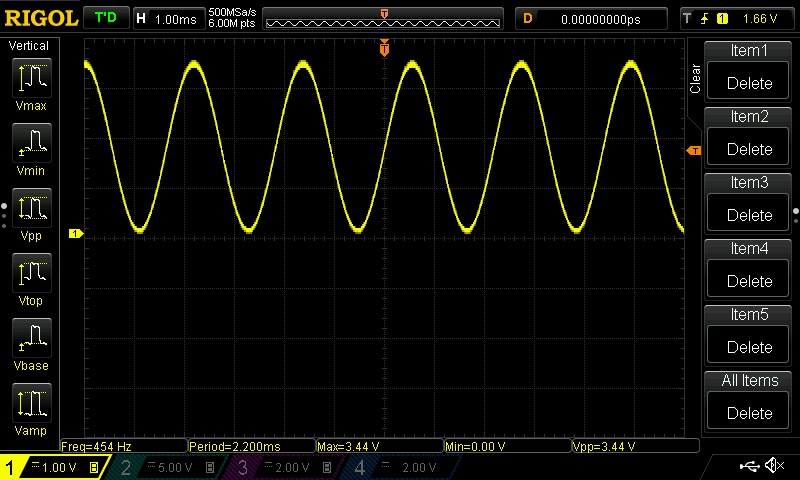 RIGOL T'D H 1.00ms 500MSa/s 6.00M pts T D 0.00000000ps T 1 1.66 V
Vertical
Vmax
Vmin
Vpp
Vtop
Vbase
Vamp
T
T
1
Clear
Item1
Delete
Item2
Delete
Item3
Delete
Item4
Delete
Item5
Delete
All Items
Delete
Freq=454 Hz Period=2.200ms Max=3.44 V Min=0.00 V Vpp=3.44 V
1 1.00 V B 2 5.00 V B 3 2.00 V B 4 2.00 V